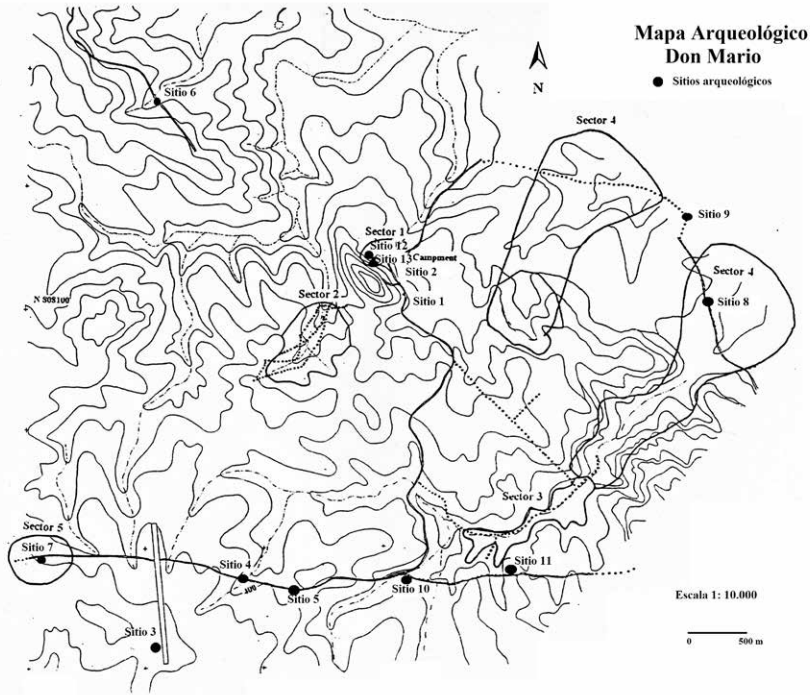 Mapa Arqueológico
Don Mario
Sitios arqueológicos
N
Sitio 6
Sector 4
Sitio 9
Sector 1
Sitio 12
Sitio 13
Campment
Sitio 2
Sector 4
Sector 2
Sitio 1
Sitio 8
N 808100
Sector 3
Sector 5
Sitio 7
Sitio 4
Sitio 5
Sitio 10
Sitio 11
Sitio 3
Escala 1: 10.000
0
500 m